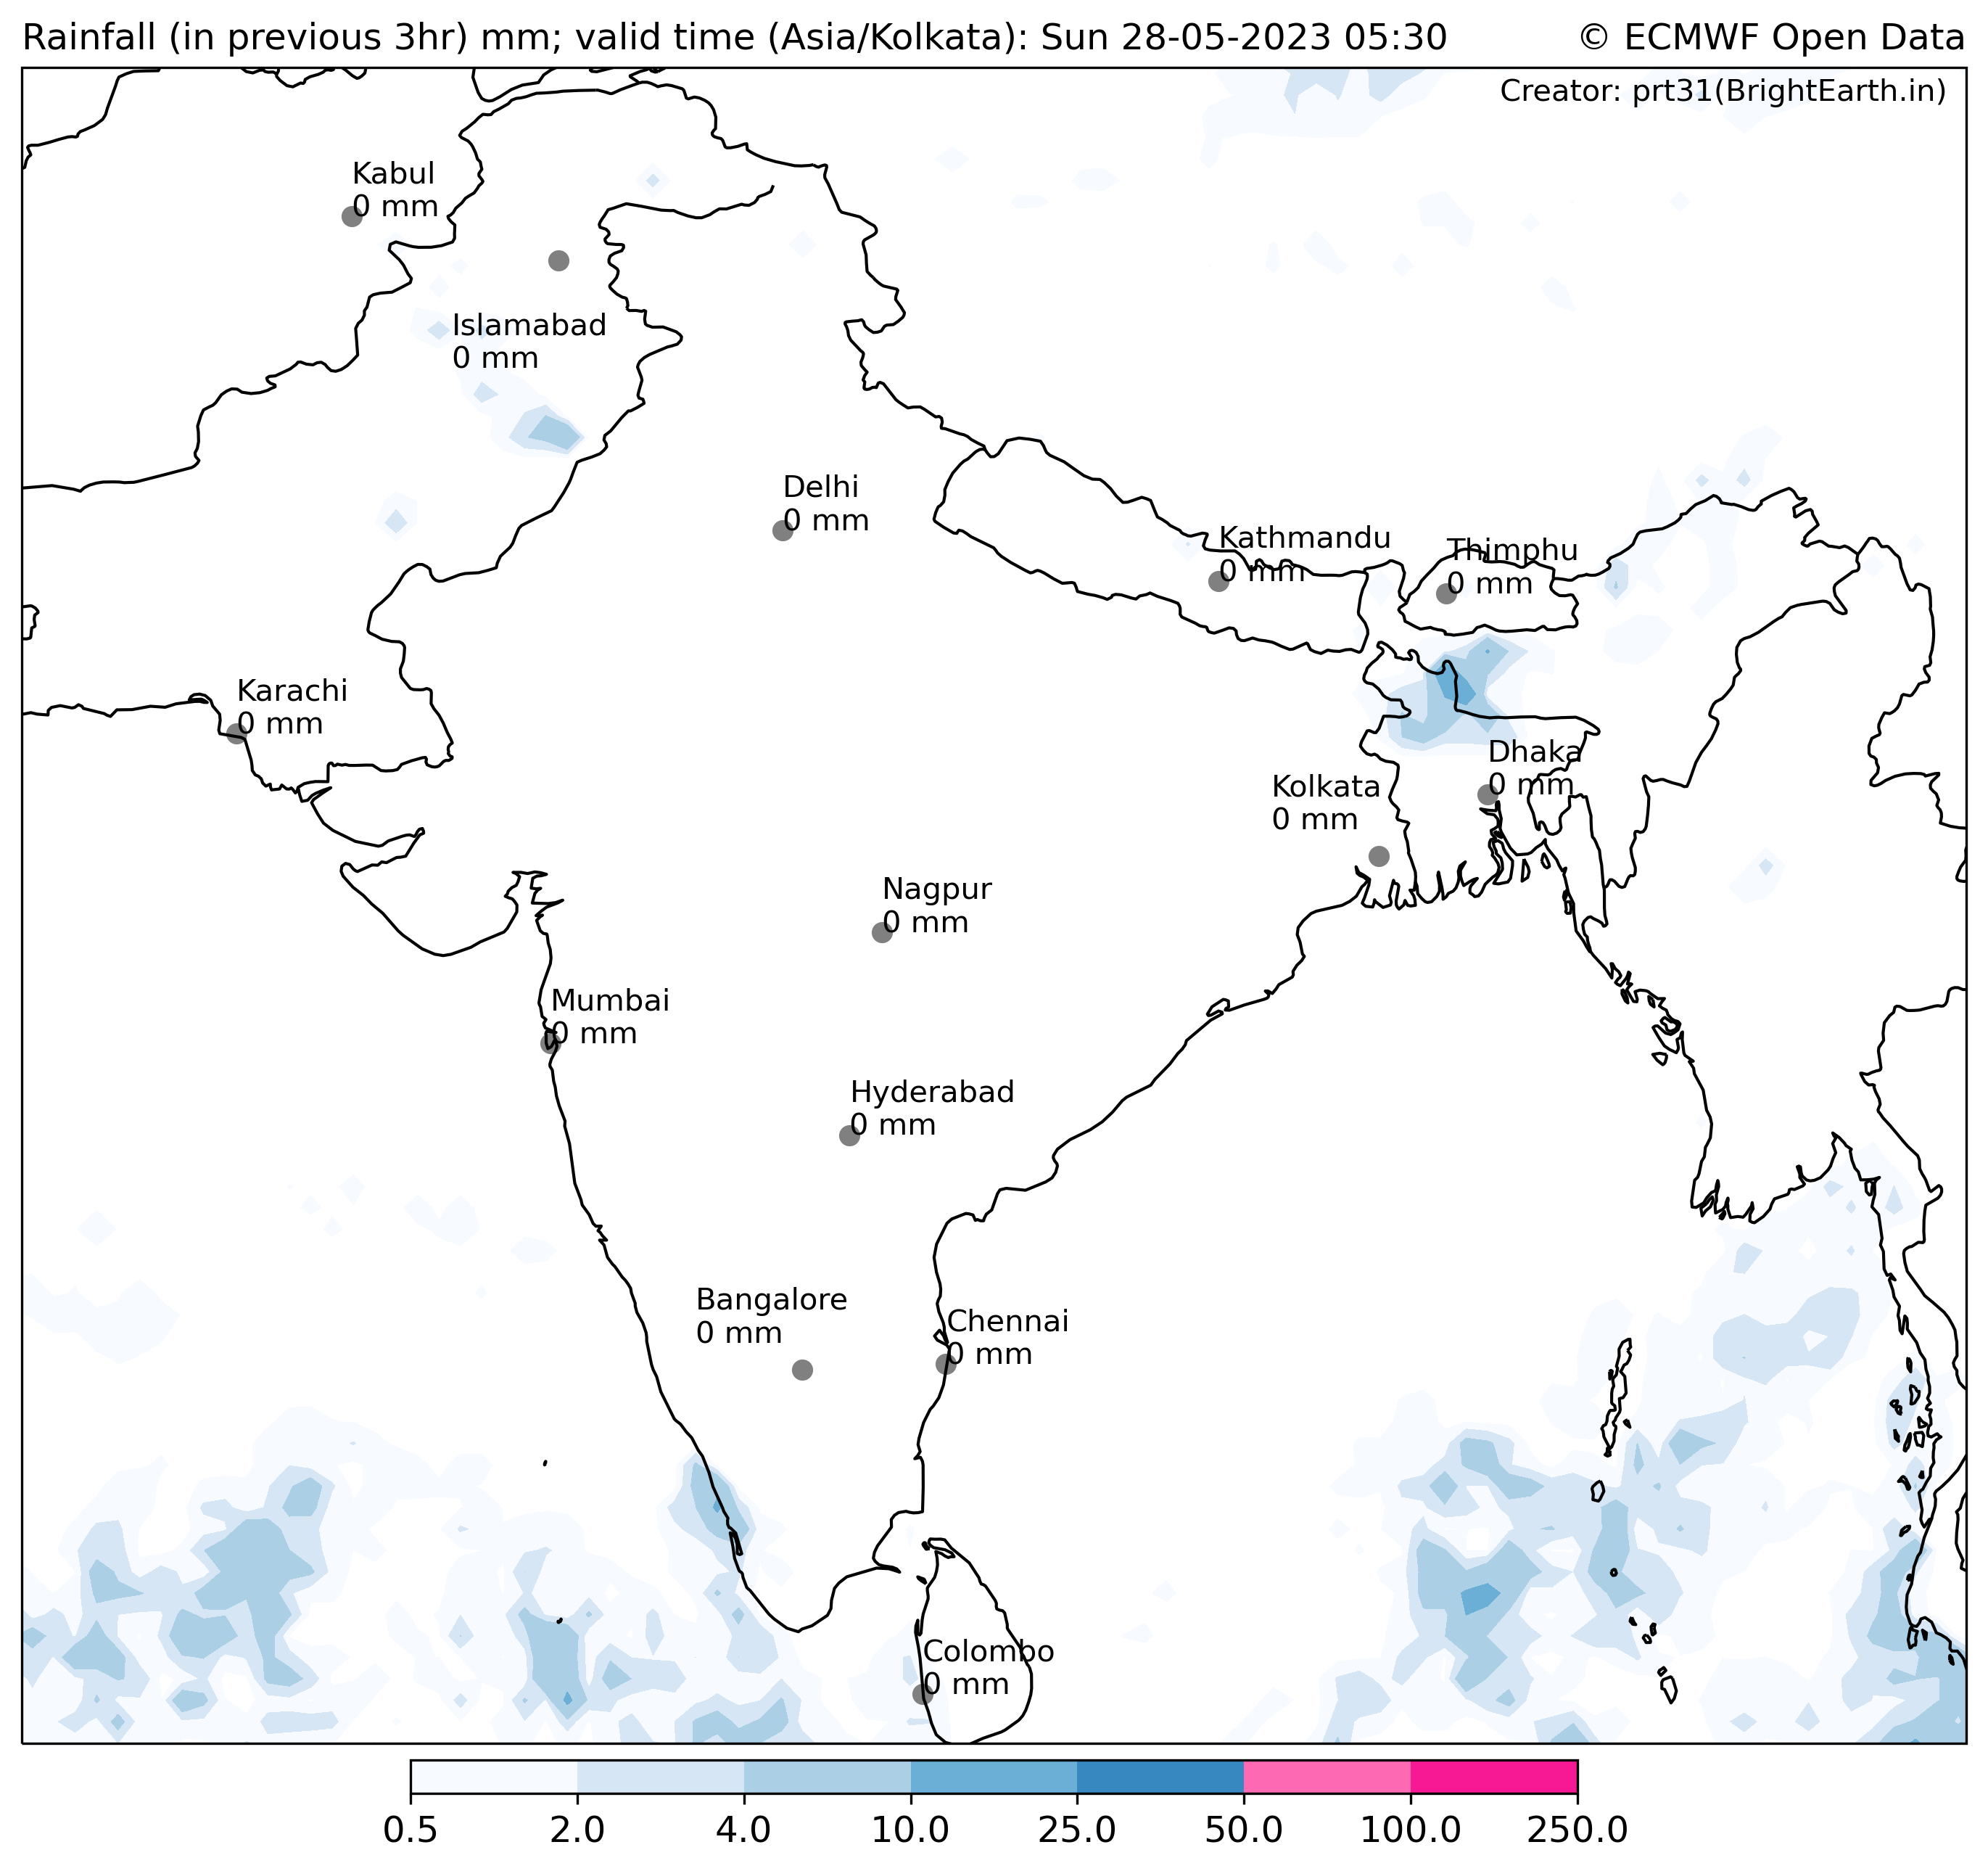 Rainfall (in previous 3hr) mm; valid time (Asia/Kolkata): Sun 28-05-2023 05:30
© ECMWF Open Data
Creator: prt31(BrightEarth.in)
Kabul
0 mm
Islamabad
0 mm
Delhi
0 mm
Kathmandu
0 mm
Thimphu
0 mm
Karachi
0 mm
Dhaka
0 mm
Kolkata
0 mm
Nagpur
0 mm
Mumbai
0 mm
Hyderabad
0 mm
Bangalore
0 mm
Chennai
0 mm
Colombo
0 mm
0.5 2.0 4.0 10.0 25.0 50.0 100.0 250.0